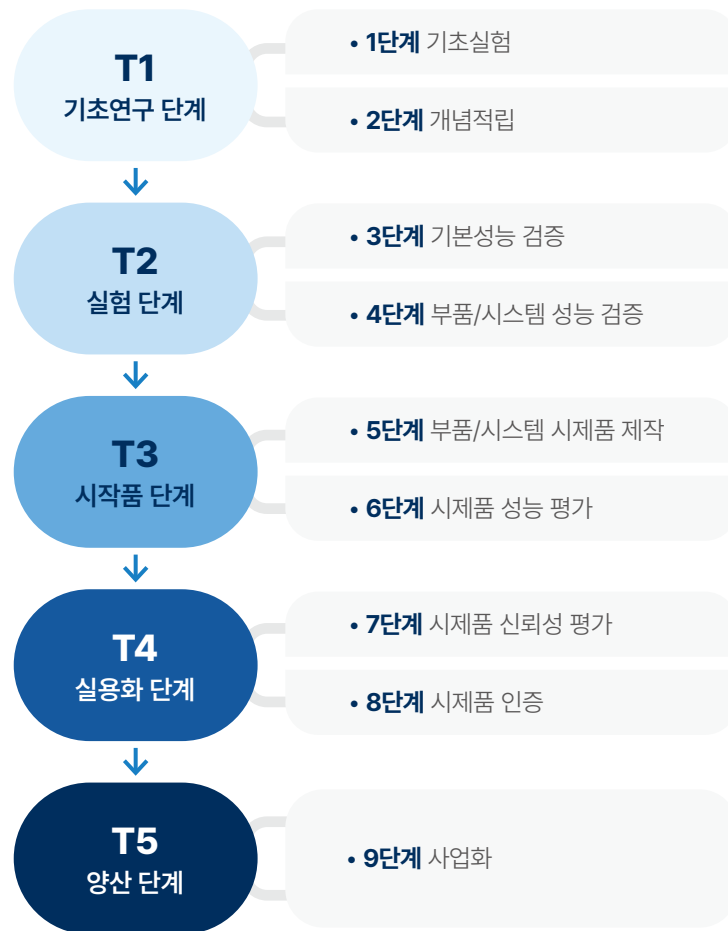 T1
기초연구 단계
• 1단계 기초실험
• 2단계 개념적립
T2
실험 단계
• 3단계 기본성능 검증
• 4단계 부품/시스템 성능 검증
T3
시작품 단계
• 5단계 부품/시스템 시제품 제작
• 6단계 시제품 성능 평가
T4
실용화 단계
• 7단계 시제품 신뢰성 평가
• 8단계 시제품 인증
T5
양산 단계
• 9단계 사업화